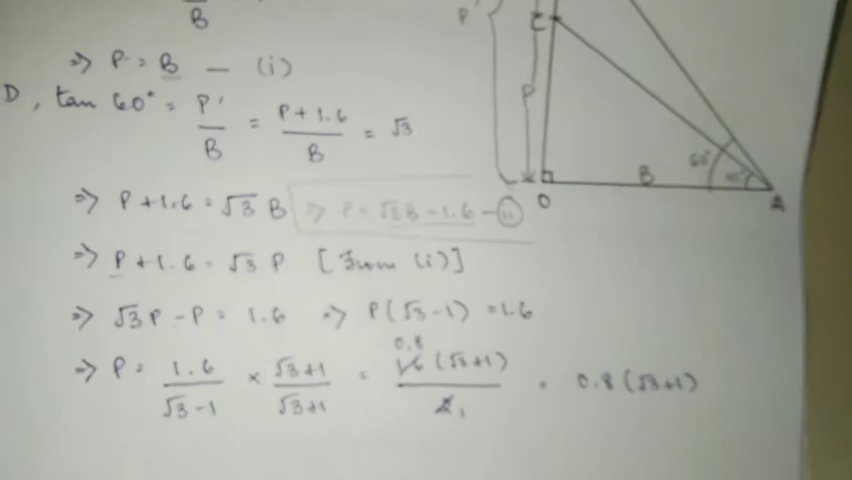 B
⇒ P = B — (i)
D, tan 60° = P'/B = P+1.6/B = √3
⇒ P+1.6 = √3 B ⇒ P = √3B - 1.6 - (ii)
⇒ P+1.6 = √3 P [From (i)]
⇒ √3P - P = 1.6 ⇒ P(√3-1) = 1.6
⇒ P = 1.6/√3-1 × √3+1/√3+1 = 0.8 1.6 (√3+1)/2 1 = 0.8 (√3+1)
P'
C
P
60°
45°
B
O
A